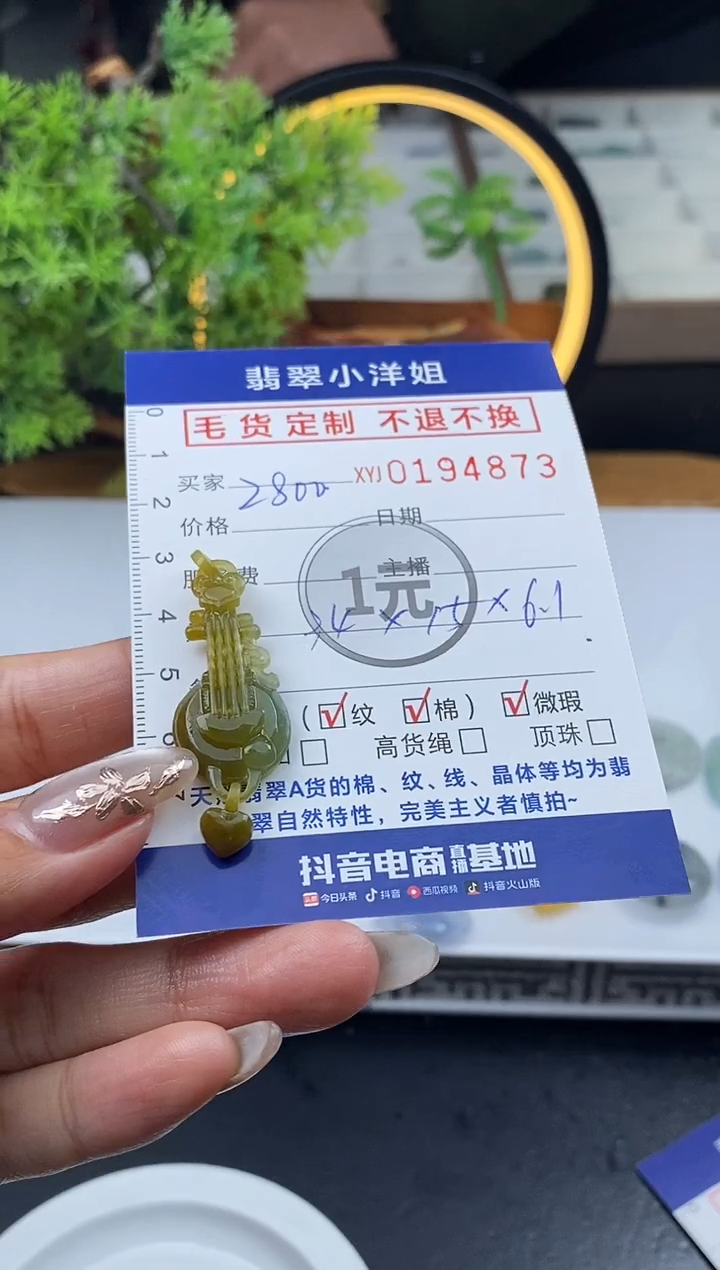 翡翠小洋姐
毛货定制 不退不换
买家 2800 XYJ 0194873
价格 日期
费 主播
1元
34 × 15 × 6.1
(☑纹 ☑棉) ☑微瑕
□ 高货绳□ 顶珠□
天 翡翠A货的棉、纹、线、晶体等均为翡
翠自然特性，完美主义者慎拍~
抖音电商直播基地
头条 今日头条 抖音 西瓜视频 抖音火山版
0 1 2 3 4 5